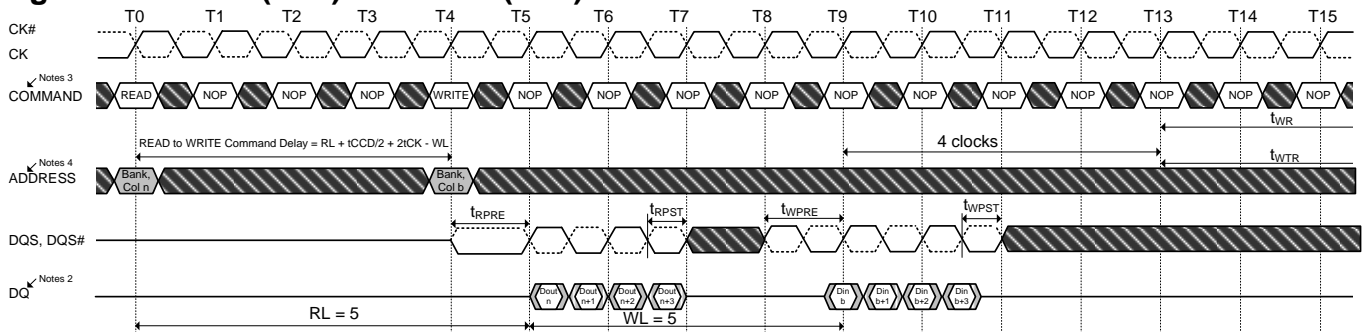 T0 T1 T2 T3 T4 T5 T6 T7 T8 T9 T10 T11 T12 T13 T14 T15
CK#
CK
Notes 3
COMMAND READ NOP NOP NOP WRITE NOP NOP NOP NOP NOP NOP NOP NOP NOP NOP NOP
tWR
READ to WRITE Command Delay = RL + tCCD/2 + 2tCK - WL
4 clocks
tWTR
Notes 4
ADDRESS Bank, Col n Bank, Col b
tRPRE tRPST tWPRE tWPST
DQS, DQS#
Notes 2
DQ Dout n Dout n+1 Dout n+2 Dout n+3 Din b Din b+1 Din b+2 Din b+3
RL = 5 WL = 5